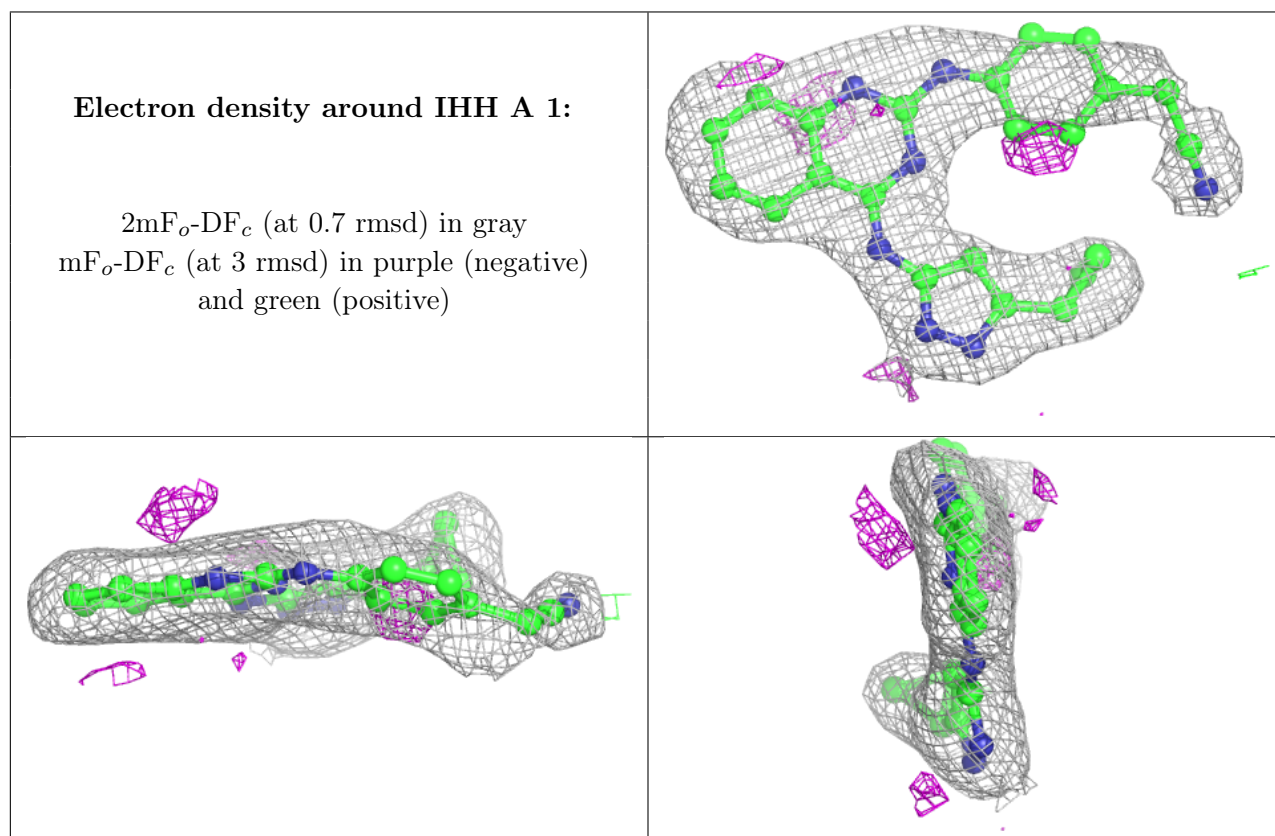 Electron density around IHH A 1:
2mFo-DFc (at 0.7 rmsd) in gray
mFo-DFc (at 3 rmsd) in purple (negative)
and green (positive)